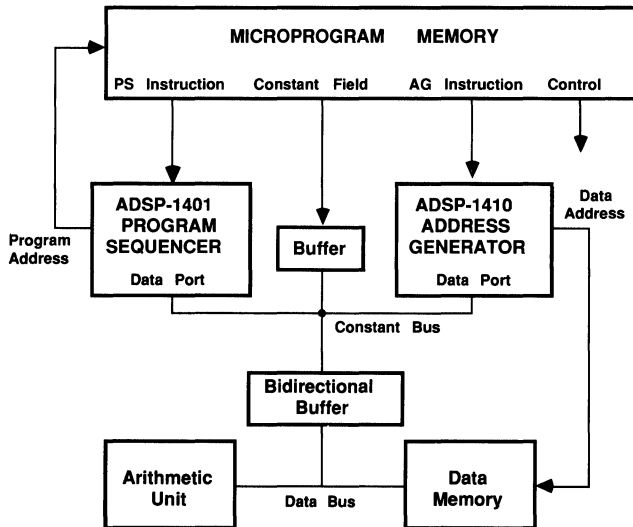 MICROPROGRAM MEMORY
PS Instruction Constant Field AG Instruction Control
ADSP-1401
PROGRAM
SEQUENCER
Data Port
Program
Address
Buffer
ADSP-1410
ADDRESS
GENERATOR
Data Port
Data
Address
Constant Bus
Bidirectional
Buffer
Arithmetic
Unit
Data Bus
Data
Memory